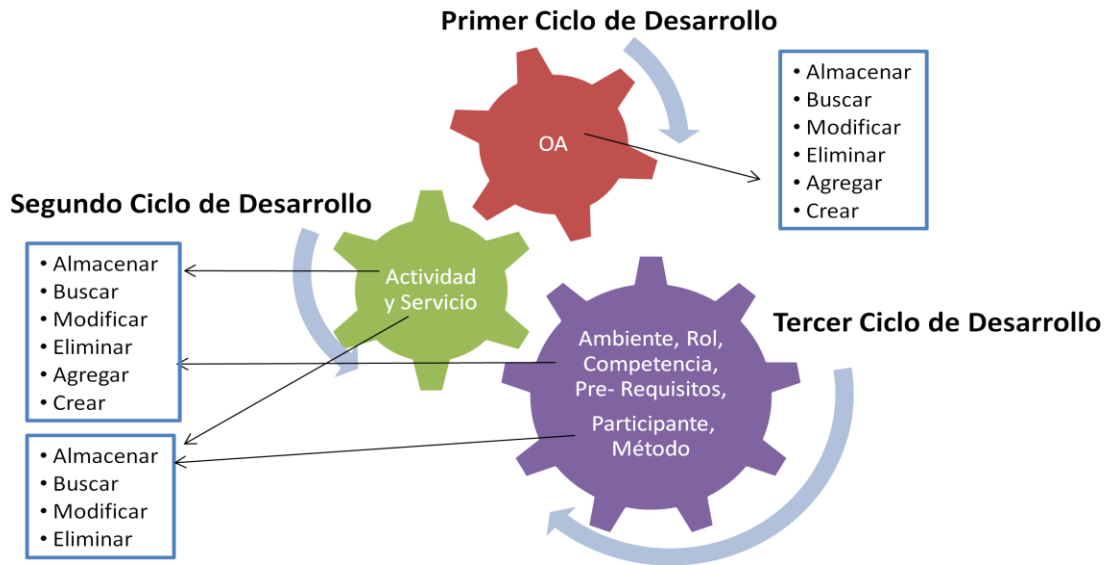 Primer Ciclo de Desarrollo
• Almacenar
• Buscar
• Modificar
• Eliminar
• Agregar
• Crear
OA
Segundo Ciclo de Desarrollo
• Almacenar
• Buscar
• Modificar
• Eliminar
• Agregar
• Crear
Actividad
y Servicio
Tercer Ciclo de Desarrollo
Ambiente, Rol,
Competencia,
Pre- Requisitos,
Participante,
Método
• Almacenar
• Buscar
• Modificar
• Eliminar